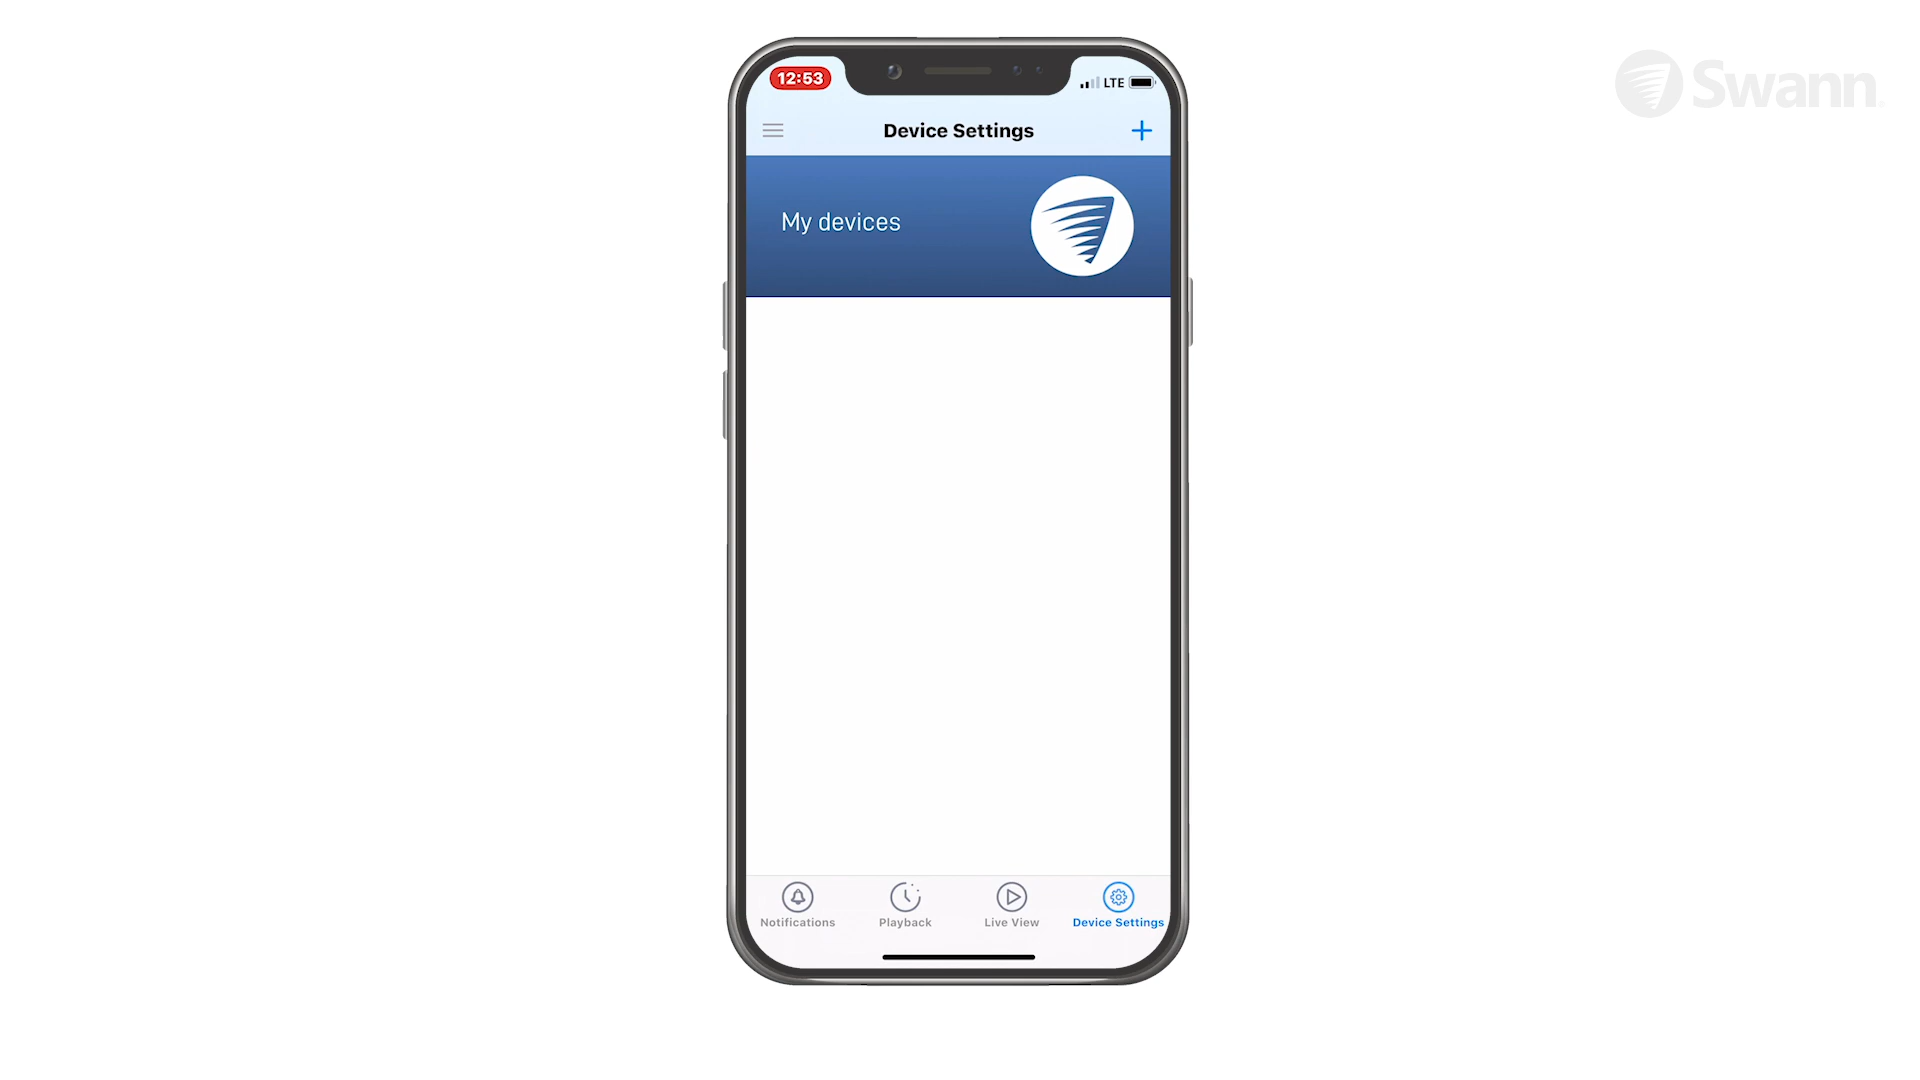 12:53
LTE
Swann
Device Settings
My devices
Notifications
Playback
Live View
Device Settings